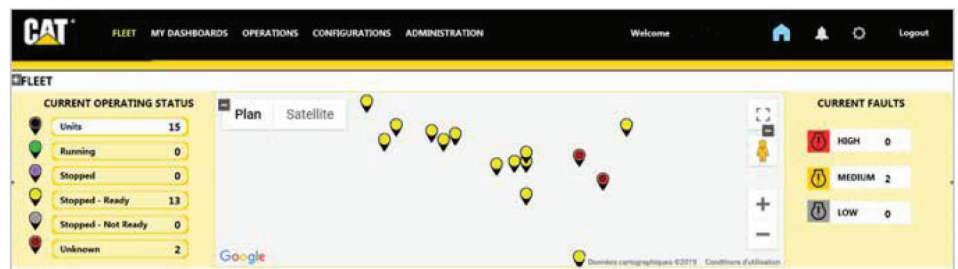 CAT
FLEET MY DASHBOARDS OPERATIONS CONFIGURATIONS ADMINISTRATION Welcome Logout
FLEET
CURRENT OPERATING STATUS
Units 15
Running 0
Stopped 0
Stopped - Ready 13
Stopped - Not Ready 0
Unknown 2
Plan Satellite
Google
Données cartographiques ©2019 Conditions d'utilisation
CURRENT FAULTS
HIGH 0
MEDIUM 2
LOW 0